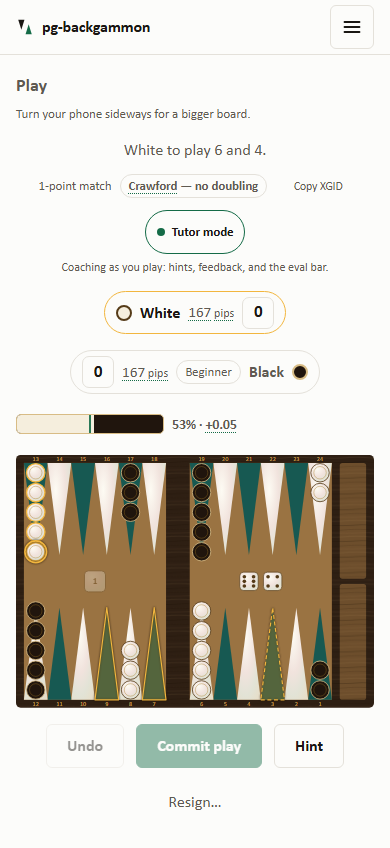 pg-backgammon
Play
Turn your phone sideways for a bigger board.
White to play 6 and 4.
1-point match Crawford — no doubling Copy XGID
Tutor mode
Coaching as you play: hints, feedback, and the eval bar.
White 167 pips 0
0 167 pips Beginner Black
53% · +0.05
13 14 15 16 17 18 19 20 21 22 23 24
1
12 11 10 9 8 7 6 5 4 3 2 1
Undo Commit play Hint
Resign...